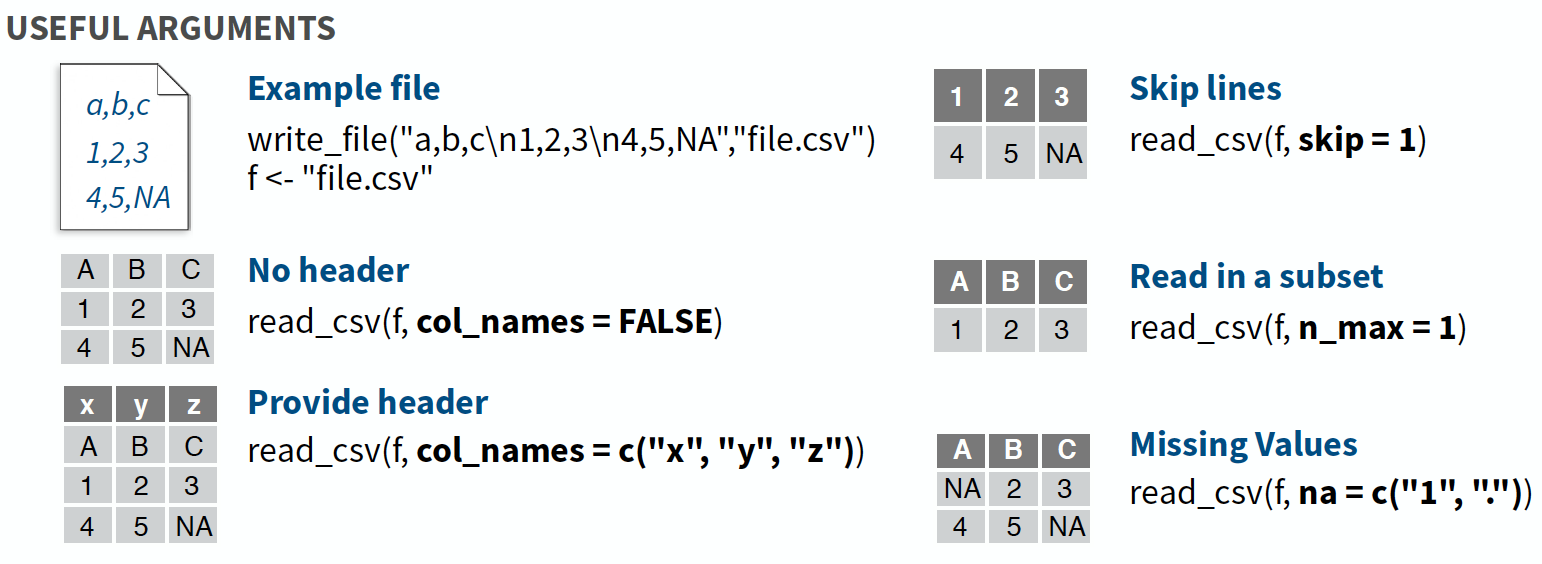 USEFUL ARGUMENTS
a,b,c
1,2,3
4,5,NA
Example file
write_file("a,b,c\n1,2,3\n4,5,NA","file.csv")
f <- "file.csv"
A B C
1 2 3
4 5 NA
No header
read_csv(f, col_names = FALSE)
x y z
A B C
1 2 3
4 5 NA
Provide header
read_csv(f, col_names = c("x", "y", "z"))
1 2 3
4 5 NA
Skip lines
read_csv(f, skip = 1)
A B C
1 2 3
Read in a subset
read_csv(f, n_max = 1)
A B C
NA 2 3
4 5 NA
Missing Values
read_csv(f, na = c("1", "."))